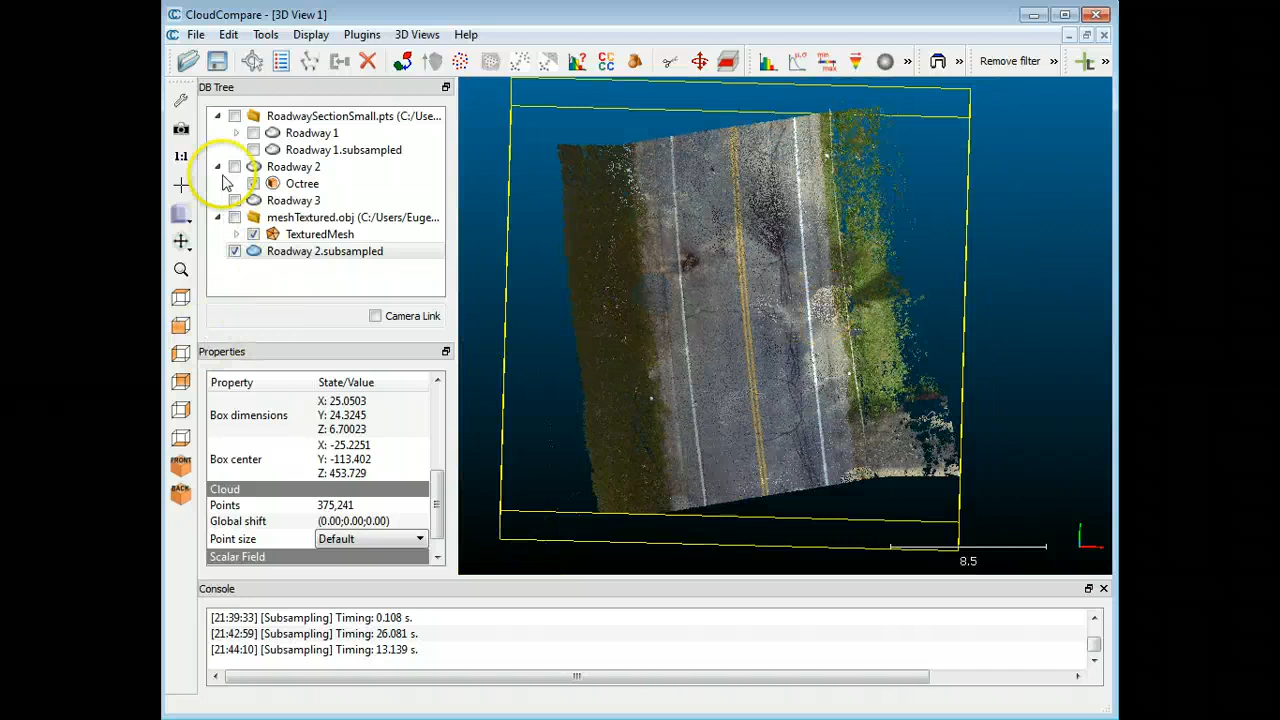 CloudCompare - [3D View 1]
File Edit Tools Display Plugins 3D Views Help
Remove filter
DB Tree
RoadwaySectionSmall.pts (C:/Use...
Roadway 1
Roadway 1.subsampled
Roadway 2
Octree
Roadway 3
meshTextured.obj (C:/Users/Euge...
TexturedMesh
Roadway 2.subsampled
Camera Link
Properties
Property State/Value
Box dimensions
X: 25.0503
Y: 24.3245
Z: 6.70023
Box center
X: -25.2251
Y: -113.402
Z: 453.729
Cloud
Points 375,241
Global shift (0.00;0.00;0.00)
Point size Default
Scalar Field
1:1
FRONT
BACK
8.5
Console
[21:39:33] [Subsampling] Timing: 0.108 s.
[21:42:59] [Subsampling] Timing: 26.081 s.
[21:44:10] [Subsampling] Timing: 13.139 s.